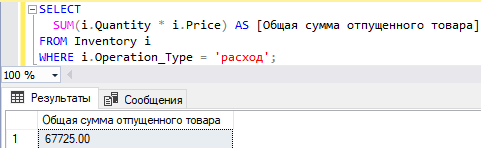 SELECT
SUM(i.Quantity * i.Price) AS [Общая сумма отпущенного товара]
FROM Inventory i
WHERE i.Operation_Type = 'расход';
100 %
Результаты Сообщения
Общая сумма отпущенного товара
1 67725.00